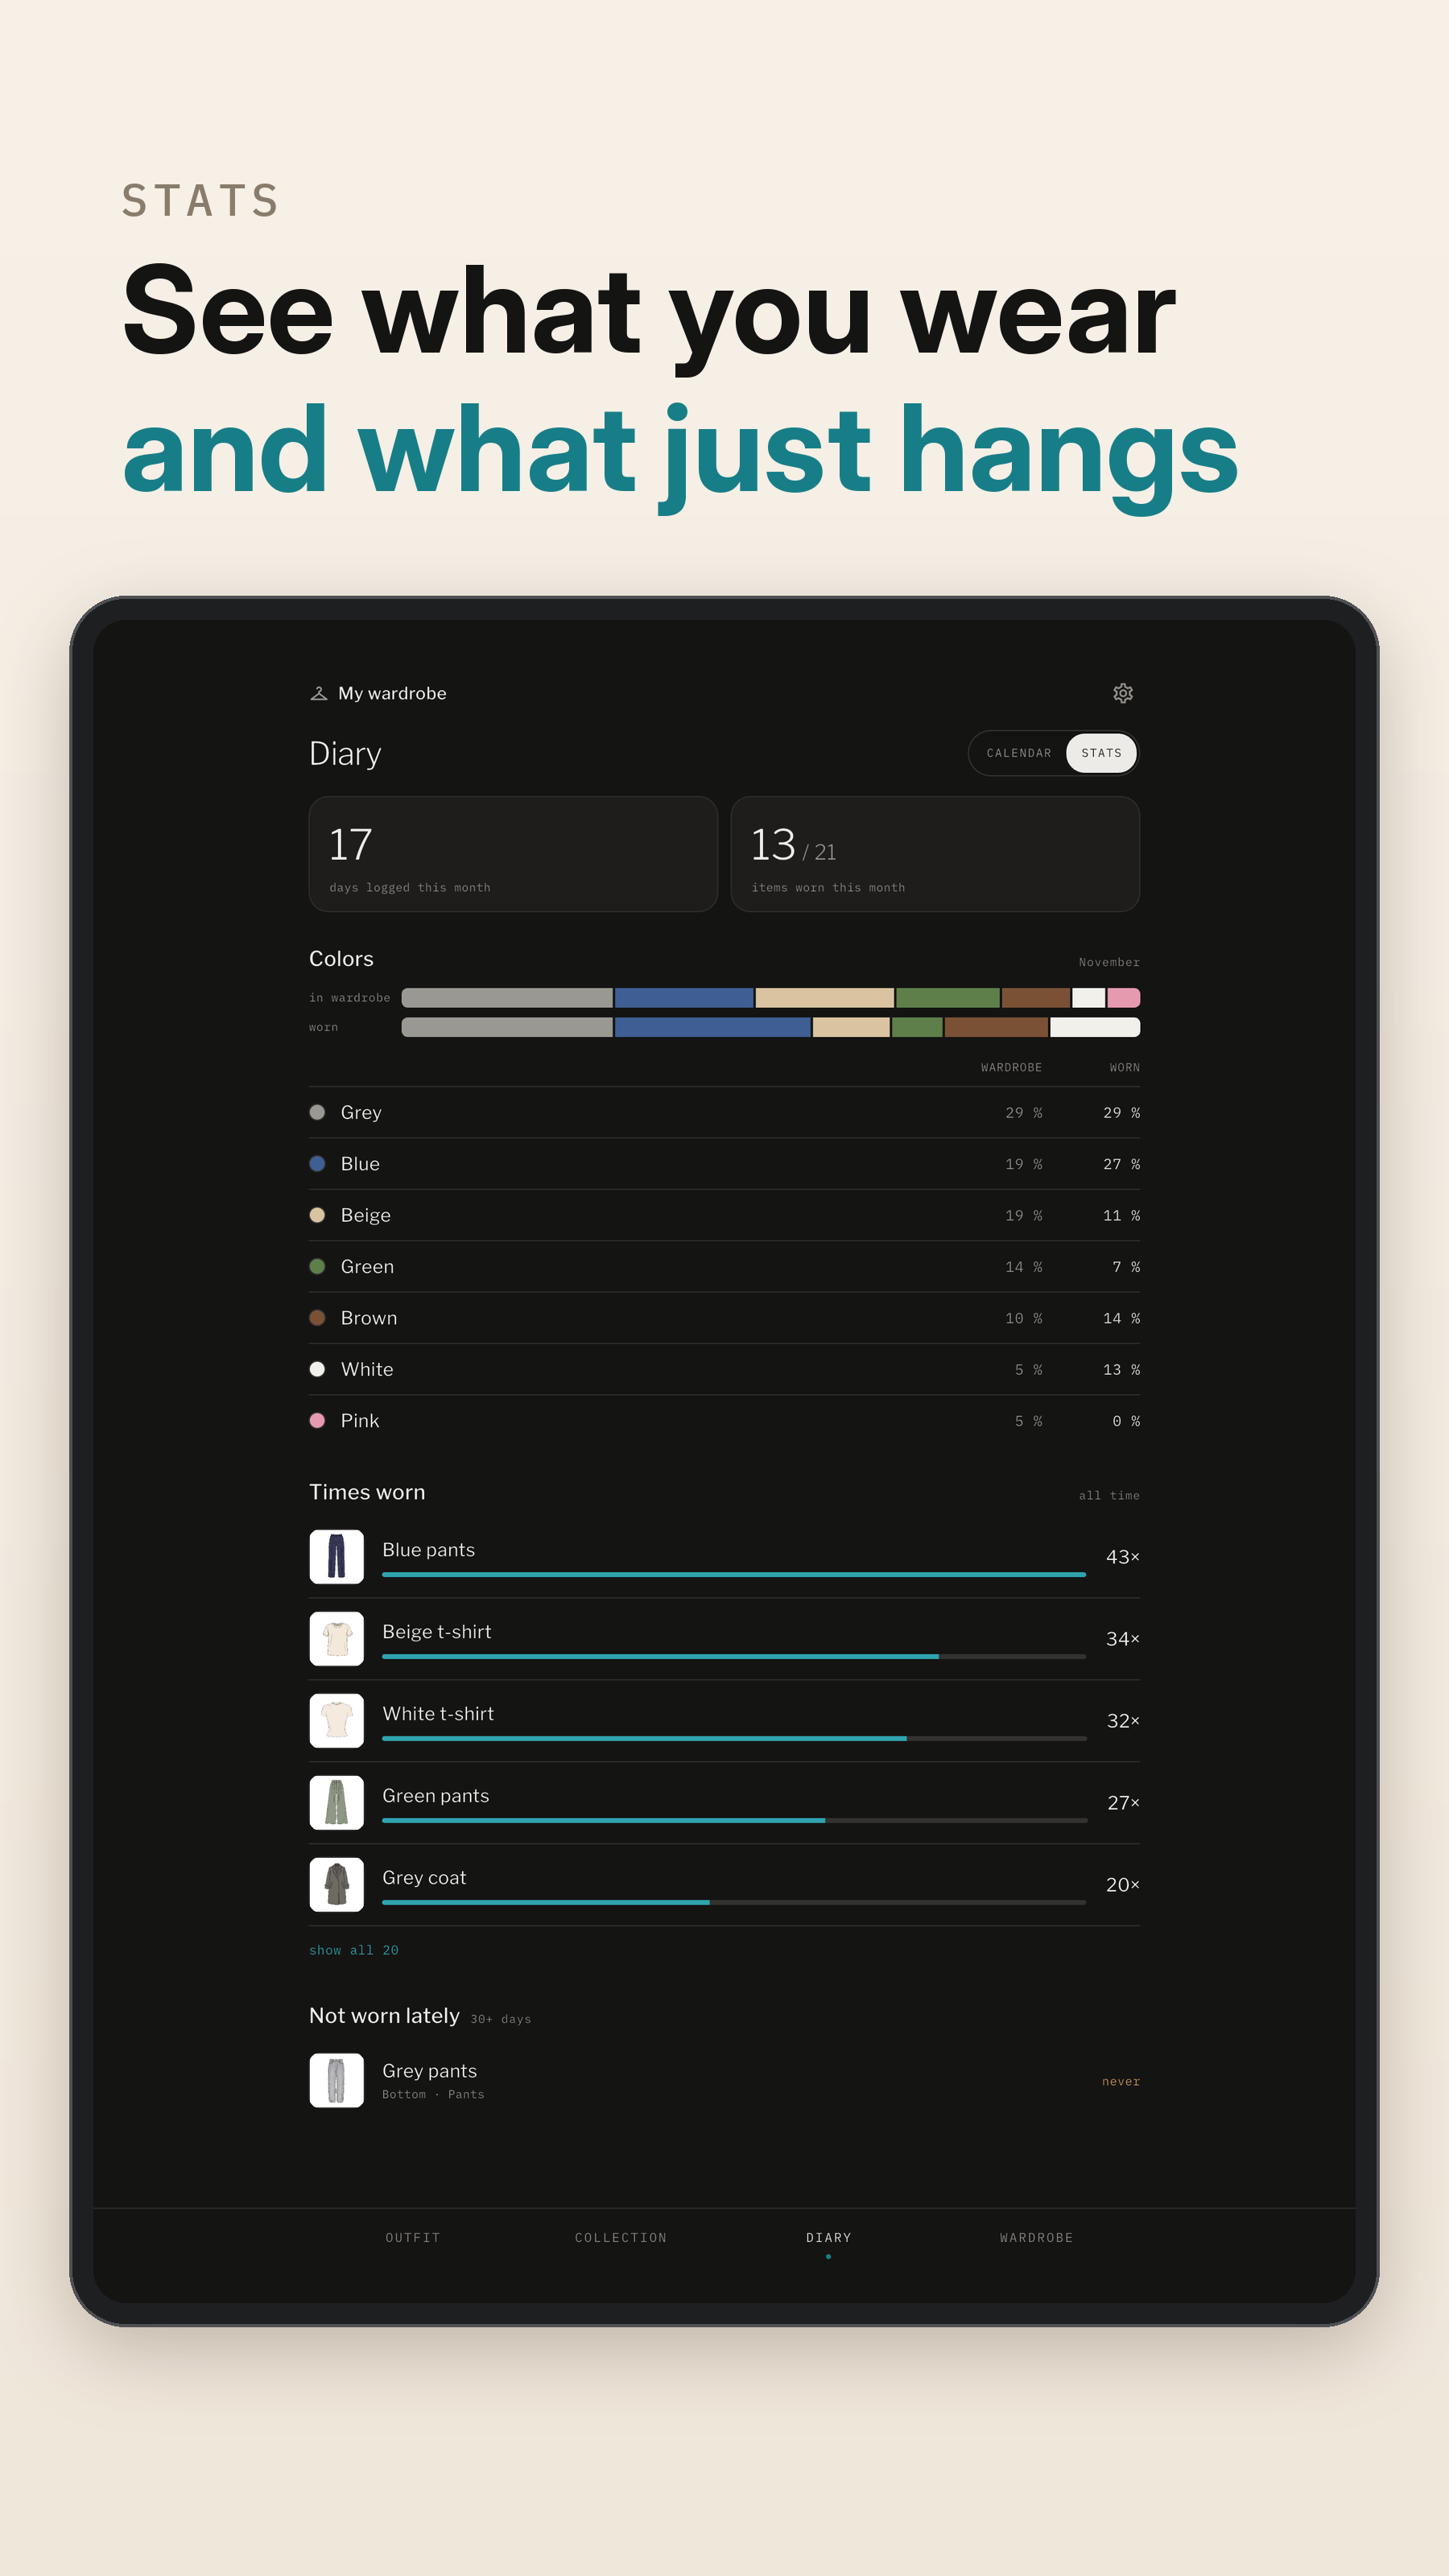 STATS
See what you wear
and what just hangs
My wardrobe
Diary
CALENDAR STATS
17
days logged this month
13 / 21
items worn this month
Colors
November
in wardrobe
worn
WARDROBE WORN
Grey 29 % 29 %
Blue 19 % 27 %
Beige 19 % 11 %
Green 14 % 7 %
Brown 10 % 14 %
White 5 % 13 %
Pink 5 % 0 %
Times worn
all time
Blue pants
43×
Beige t-shirt
34×
White t-shirt
32×
Green pants
27×
Grey coat
20×
show all 20
Not worn lately 30+ days
Grey pants
Bottom · Pants
never
OUTFIT COLLECTION DIARY WARDROBE